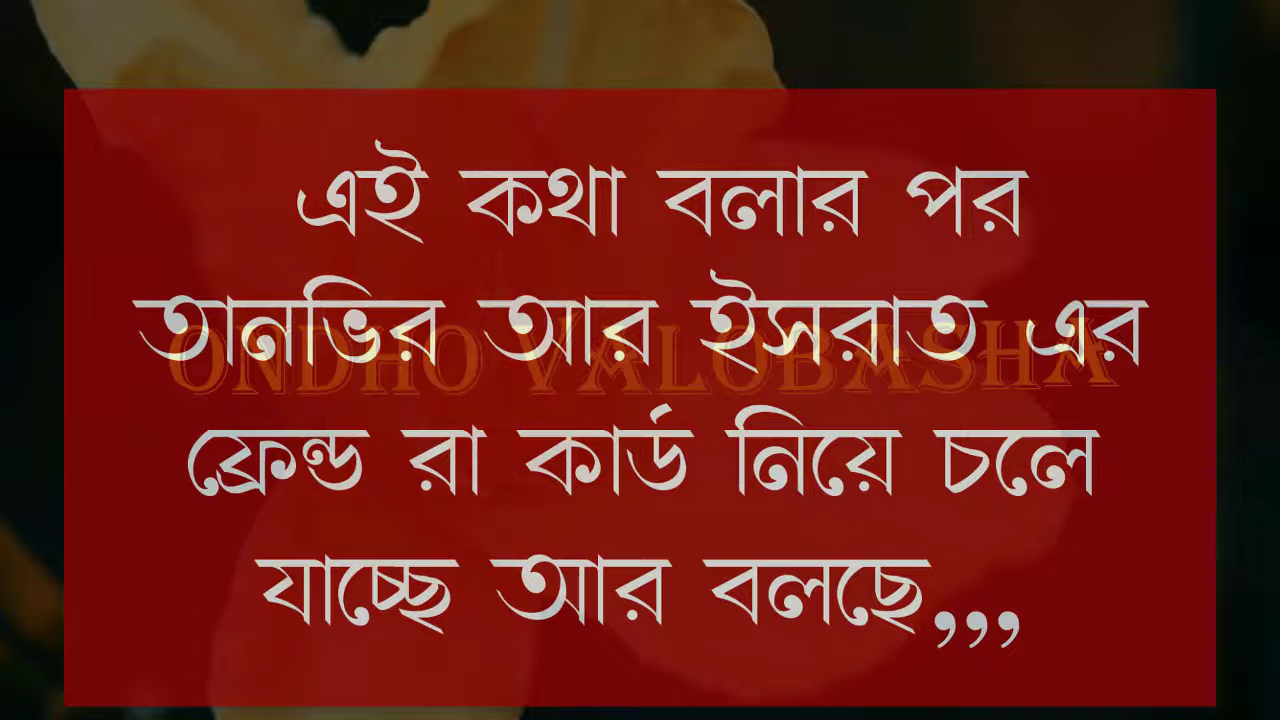 এই কথা বলার পর
তানভির আর ইসরাত এর
ONDHO VALOBASHA
ফ্রেন্ড রা কার্ড নিয়ে চলে
যাচ্ছে আর বলছে,,,